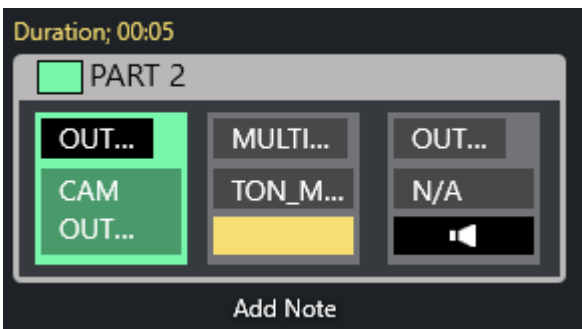 Duration; 00:05
PART 2
OUT...
CAM
OUT...
MULTI...
TON_M...
OUT...
N/A
Add Note